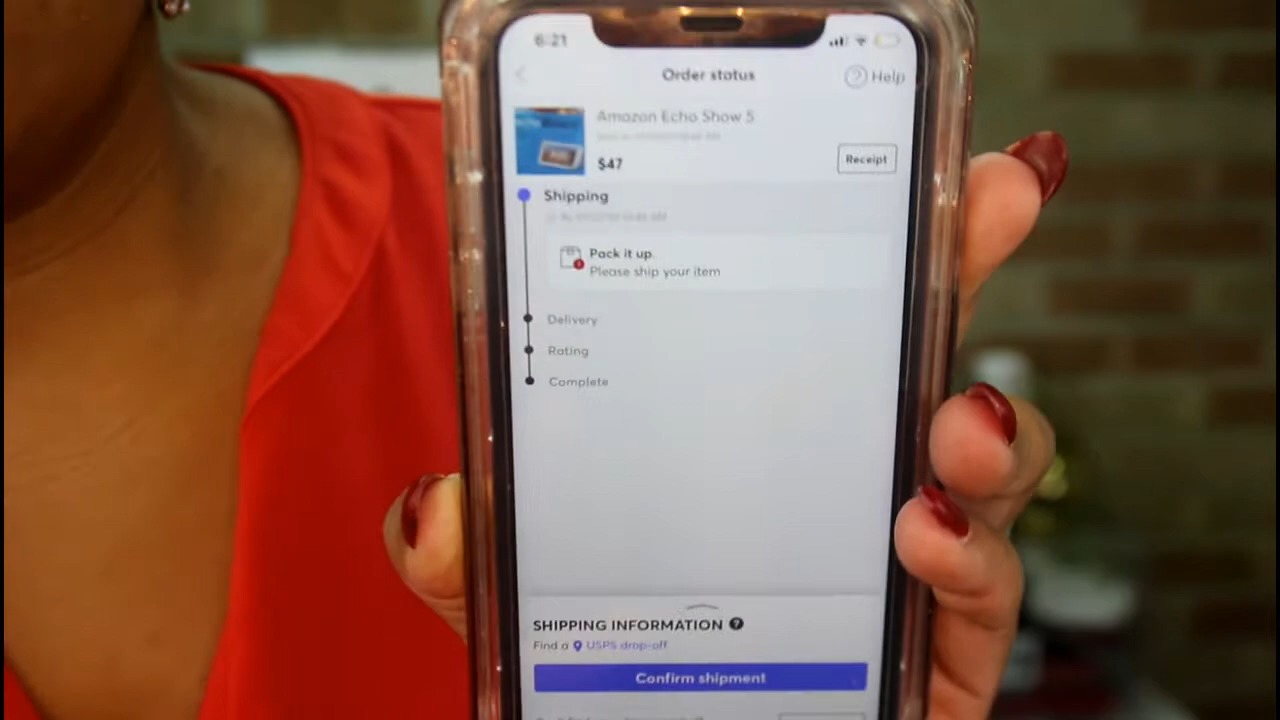 6:21
Order status
? Help
Amazon Echo Show 5
$47
Receipt
Shipping
Pack it up.
Please ship your item
Delivery
Rating
Complete
SHIPPING INFORMATION ?
Find a USPS drop-off
Confirm shipment